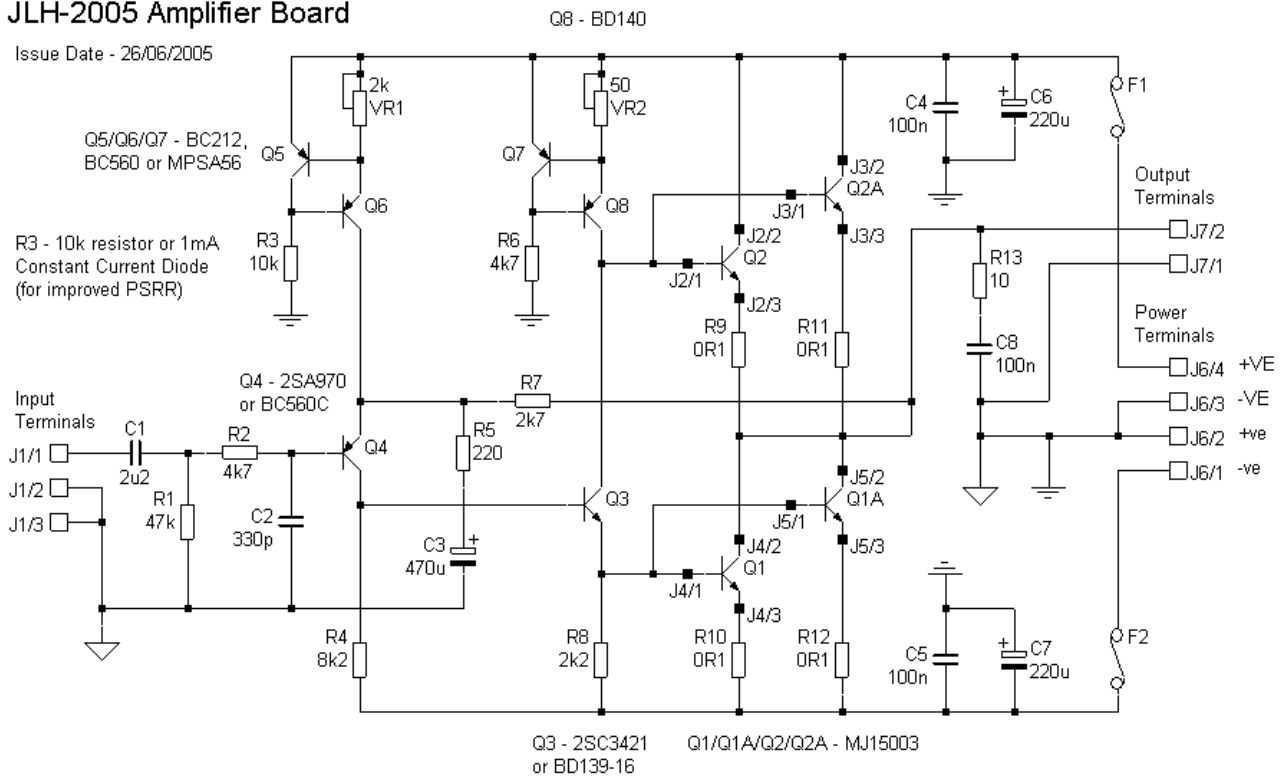 JLH-2005 Amplifier Board
Q8 - BD140
Issue Date - 26/06/2005
2k
VR1
50
VR2
C4
100n
C6
220u
F1
Q5/Q6/Q7 - BC212,
BC560 or MPSA56
Q5
Q7
J3/2
Q2A
Output
Terminals
Q6
Q8
J3/1
J3/3
J7/2
R3 - 10k resistor or 1mA
Constant Current Diode
(for improved PSRR)
R3
10k
R6
4k7
J2/2
Q2
J2/1
J2/3
R13
10
J7/1
R9
0R1
R11
0R1
C8
100n
Power
Terminals
J6/4 +VE
Q4 - 2SA970
or BC560C
R7
2k7
J6/3 -VE
Input
Terminals
C1
2u2
R2
4k7
Q4
R5
220
J6/2 +ve
J1/1
J6/1 -ve
J1/2
R1
47k
J5/2
Q1A
Q3
J5/1
J1/3
C2
330p
C3
470u
+
J5/3
J4/2
Q1
J4/1
J4/3
R4
8k2
R8
2k2
R10
0R1
R12
0R1
C5
100n
+
C7
220u
F2
Q3 - 2SC3421
or BD139-16
Q1/Q1A/Q2/Q2A - MJ15003
+